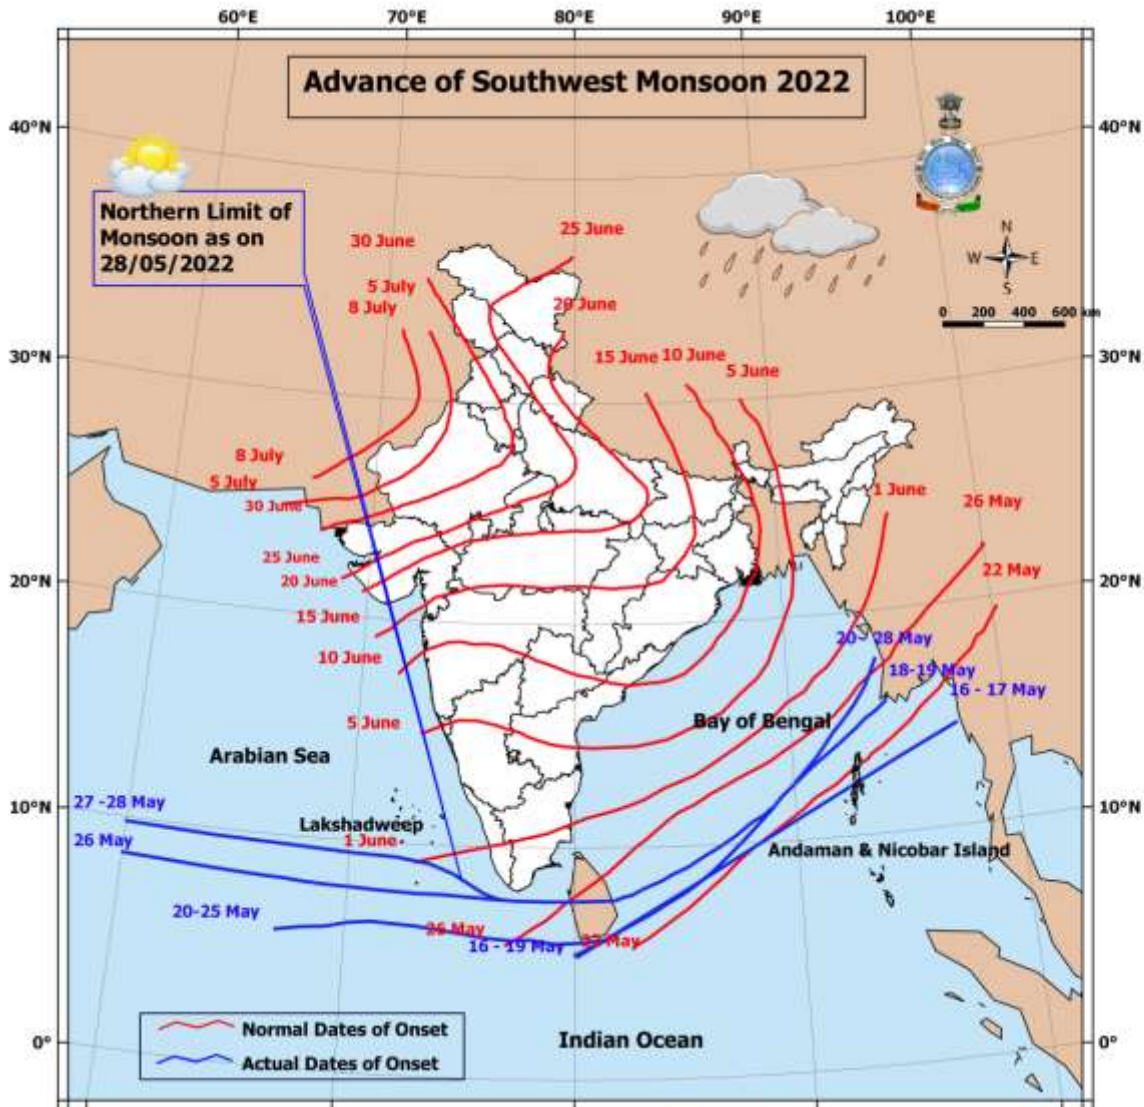 60°E 70°E 80°E 90°E 100°E
Advance of Southwest Monsoon 2022
40°N 40°N
Northern Limit of
Monsoon as on
28/05/2022
N
W E
S
0 200 400 600 km
30 June
25 June
5 July
8 July
20 June
30°N 30°N
15 June 10 June
5 June
8 July
5 July
30 June
1 June
26 May
25 June
20 June
22 May
20°N 20°N
15 June
10 June
20 - 28 May
18-19 May
16 - 17 May
5 June
Bay of Bengal
Arabian Sea
27 -28 May
10°N 10°N
Lakshadweep
26 May
1 June
Andaman & Nicobar Island
20-25 May
26 May
16 - 19 May
22 May
Normal Dates of Onset
Actual Dates of Onset
Indian Ocean
0° 0°